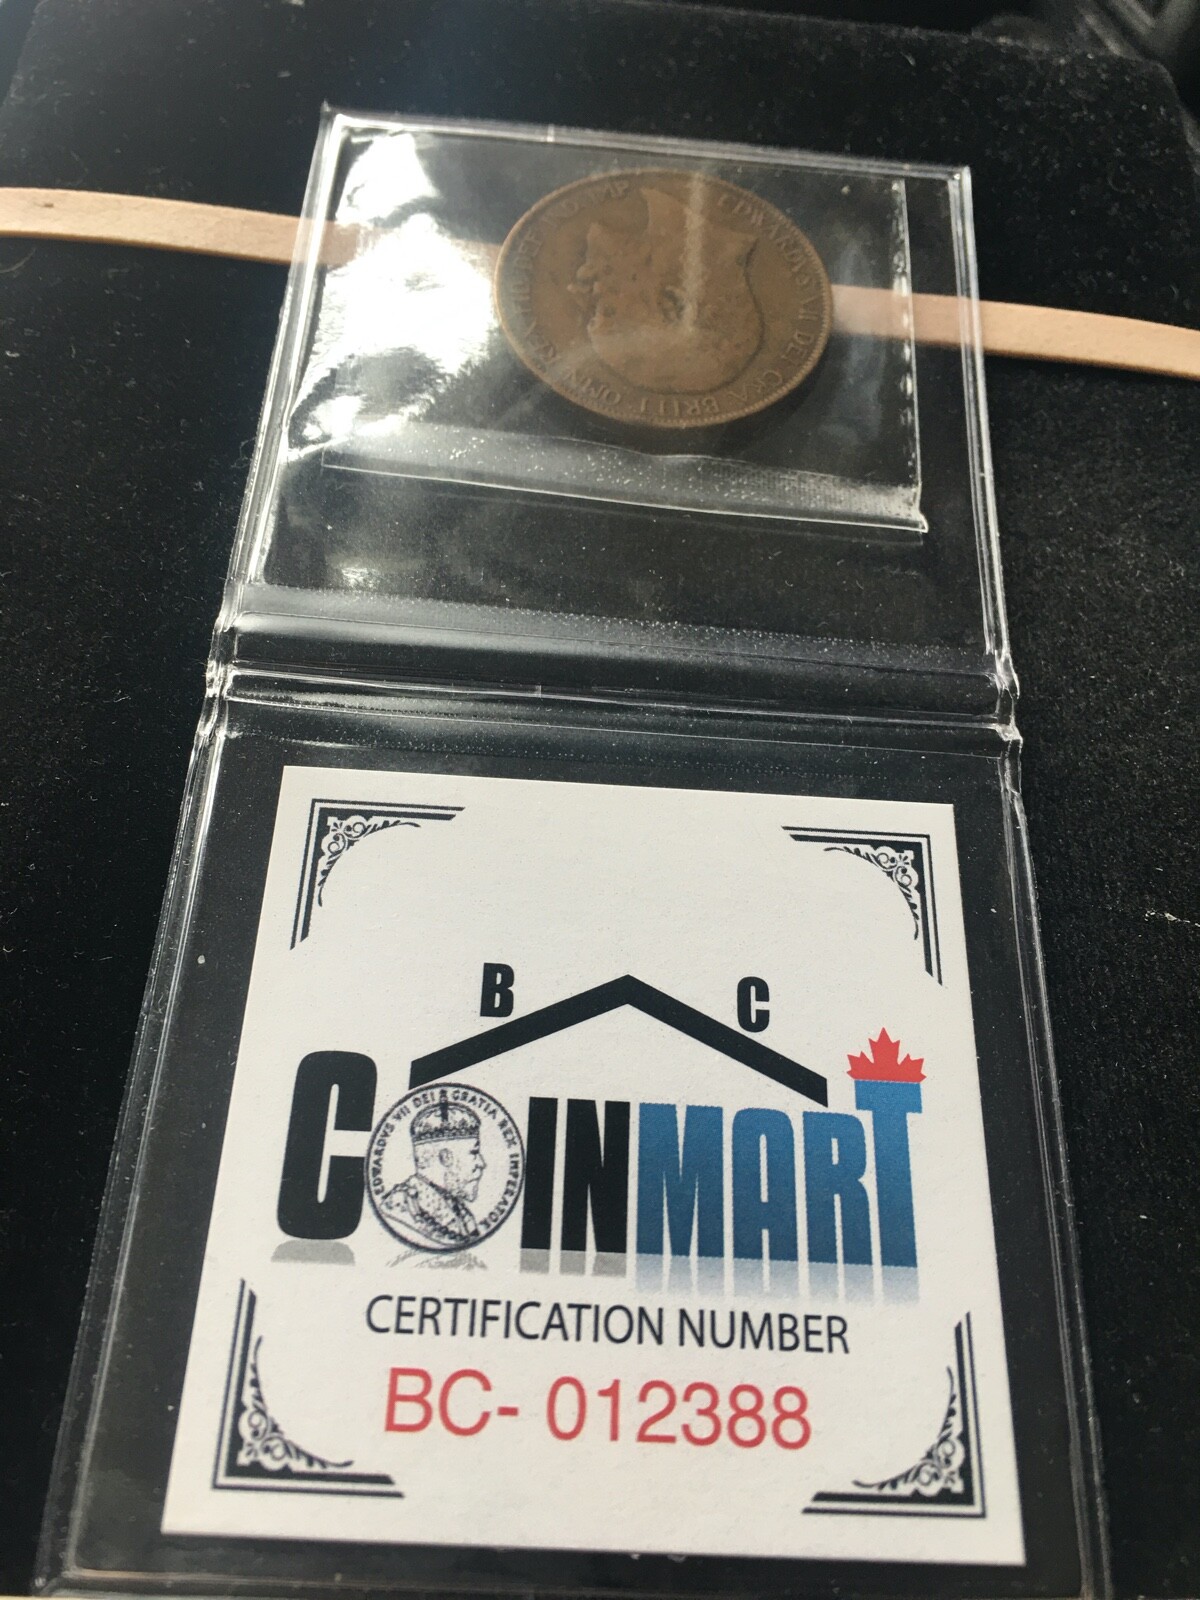 EDWARDVS VII DEI GRA BRITT OMN REX FID DEF IND IMP
B C
COINMART
EDWARDVS VII DEI GRATIA REX IMPERATOR
CERTIFICATION NUMBER
BC- 012388